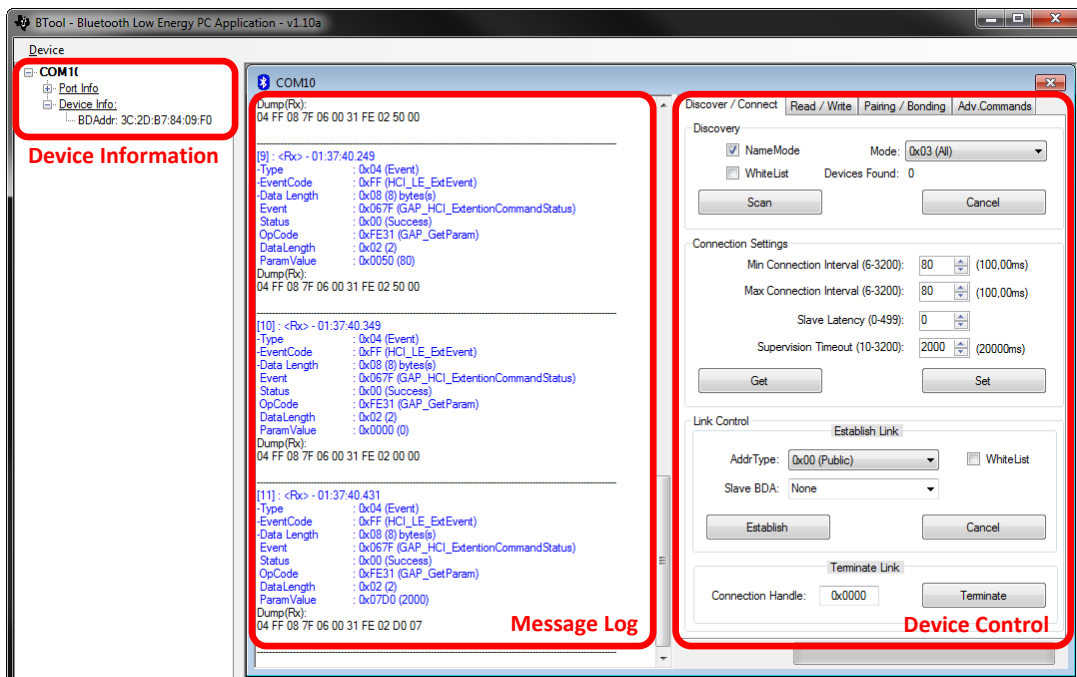 BTool - Bluetooth Low Energy PC Application - v1.10a
Device
COM10
Port Info
Device Info:
BDAddr: 3C:2D:B7:84:09:F0
Device Information
COM10
Dump(Rx):
04 FF 08 7F 06 00 31 FE 02 50 00
[9] : <Rx> - 01:37:40.249
-Type : 0x04 (Event)
-EventCode : 0xFF (HCI_LE_ExtEvent)
-Data Length : 0x08 (8) bytes(s)
Event : 0x067F (GAP_HCI_ExtentionCommandStatus)
Status : 0x00 (Success)
OpCode : 0xFE31 (GAP_GetParam)
DataLength : 0x02 (2)
ParamValue : 0x0050 (80)
Dump(Rx):
04 FF 08 7F 06 00 31 FE 02 50 00
[10] : <Rx> - 01:37:40.349
-Type : 0x04 (Event)
-EventCode : 0xFF (HCI_LE_ExtEvent)
-Data Length : 0x08 (8) bytes(s)
Event : 0x067F (GAP_HCI_ExtentionCommandStatus)
Status : 0x00 (Success)
OpCode : 0xFE31 (GAP_GetParam)
DataLength : 0x02 (2)
ParamValue : 0x0000 (0)
Dump(Rx):
04 FF 08 7F 06 00 31 FE 02 00 00
[11] : <Rx> - 01:37:40.431
-Type : 0x04 (Event)
-EventCode : 0xFF (HCI_LE_ExtEvent)
-Data Length : 0x08 (8) bytes(s)
Event : 0x067F (GAP_HCI_ExtentionCommandStatus)
Status : 0x00 (Success)
OpCode : 0xFE31 (GAP_GetParam)
DataLength : 0x02 (2)
ParamValue : 0x07D0 (2000)
Dump(Rx):
04 FF 08 7F 06 00 31 FE 02 D0 07
Message Log
Discover / Connect Read / Write Pairing / Bonding Adv.Commands
Discovery
NameMode Mode: 0x03 (All)
WhiteList Devices Found: 0
Scan Cancel
Connection Settings
Min Connection Interval (6-3200): 80 (100,00ms)
Max Connection Interval (6-3200): 80 (100,00ms)
Slave Latency (0-499): 0
Supervision Timeout (10-3200): 2000 (20000ms)
Get Set
Link Control
Establish Link
AddrType: 0x00 (Public) WhiteList
Slave BDA: None
Establish Cancel
Terminate Link
Connection Handle: 0x0000 Terminate
Device Control